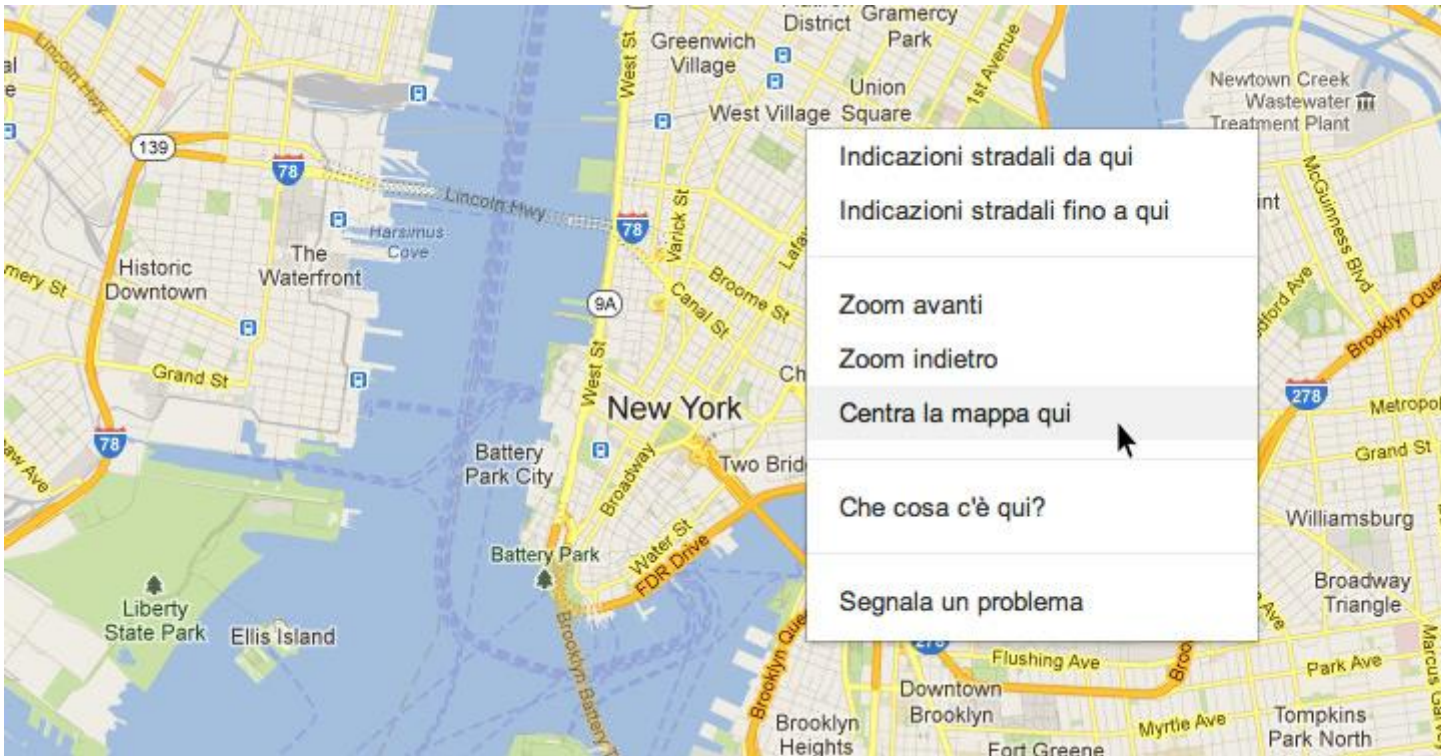 District
Gramercy
Park
Greenwich
Village
West St
1st Avenue
Union
Square
West Village
Newtown Creek
Wastewater
Treatment Plant
Lincoln Hwy
139
78
Lincoln Hwy
78
Varick St
Harsimus
Cove
The
Waterfront
Historic
Downtown
9A
Broome St
Canal St
West St
Grand St
New York
78
Battery
Park City
Broadway
Water St
FDR Drive
Battery Park
Liberty
State Park
Ellis Island
Indicazioni stradali da qui
Indicazioni stradali fino a qui
Zoom avanti
Zoom indietro
Centra la mappa qui
Che cosa c'è qui?
Segnala un problema
McGuinness Blvd
278
Grand St
Williamsburg
Broadway
Triangle
278
Flushing Ave
Park Ave
Downtown
Brooklyn
Brooklyn
Heights
Myrtle Ave
Fort Greene
Tompkins
Park North